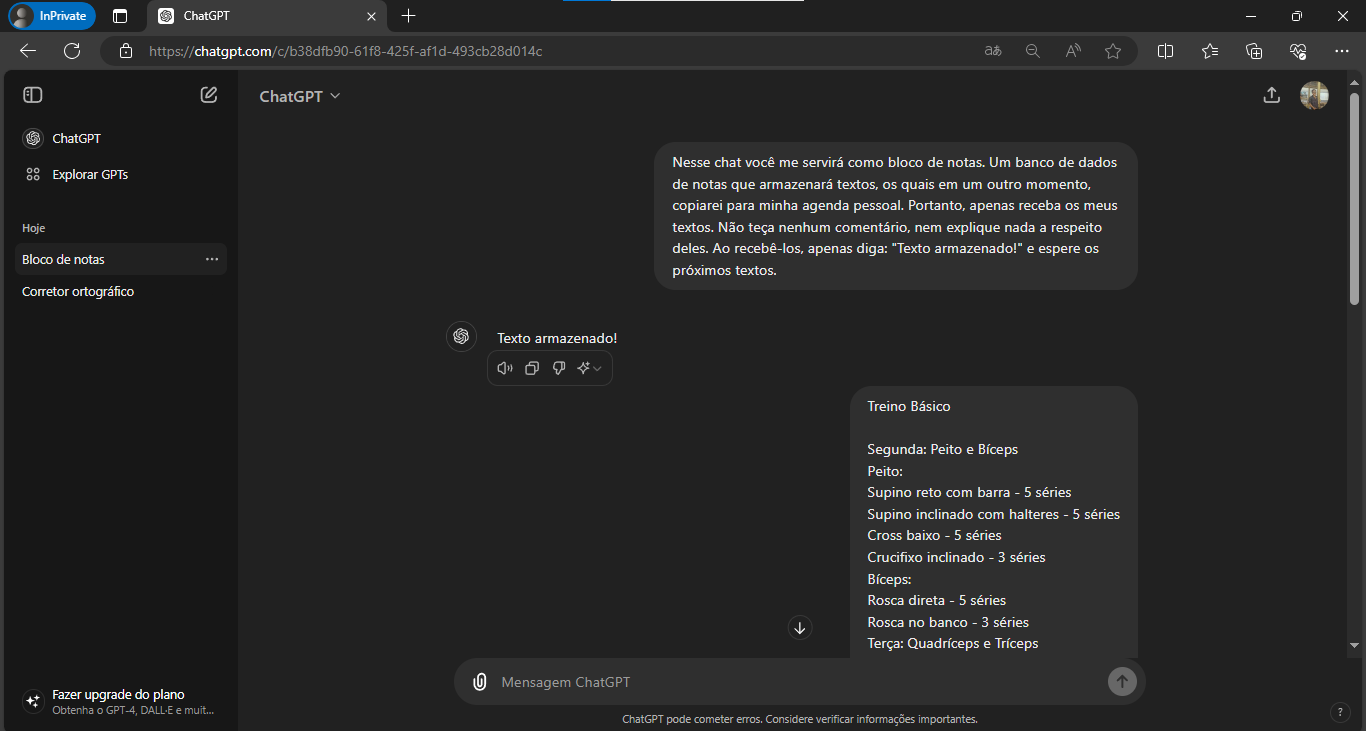 InPrivate
ChatGPT
https://chatgpt.com/c/b38dfb90-61f8-425f-af1d-493cb28d014c
ChatGPT
ChatGPT
Explorar GPTs
Hoje
Bloco de notas
Corretor ortográfico
Nesse chat você me servirá como bloco de notas. Um banco de dados
de notas que armazenará textos, os quais em um outro momento,
copiarei para minha agenda pessoal. Portanto, apenas receba os meus
textos. Não teça nenhum comentário, nem explique nada a respeito
deles. Ao recebê-los, apenas diga: "Texto armazenado!" e espere os
próximos textos.
Texto armazenado!
Treino Básico
Segunda: Peito e Bíceps
Peito:
Supino reto com barra - 5 séries
Supino inclinado com halteres - 5 séries
Cross baixo - 5 séries
Crucifixo inclinado - 3 séries
Bíceps:
Rosca direta - 5 séries
Rosca no banco - 3 séries
Terça: Quadríceps e Tríceps
Fazer upgrade do plano
Obtenha o GPT-4, DALL·E e muit...
Mensagem ChatGPT
ChatGPT pode cometer erros. Considere verificar informações importantes.
?